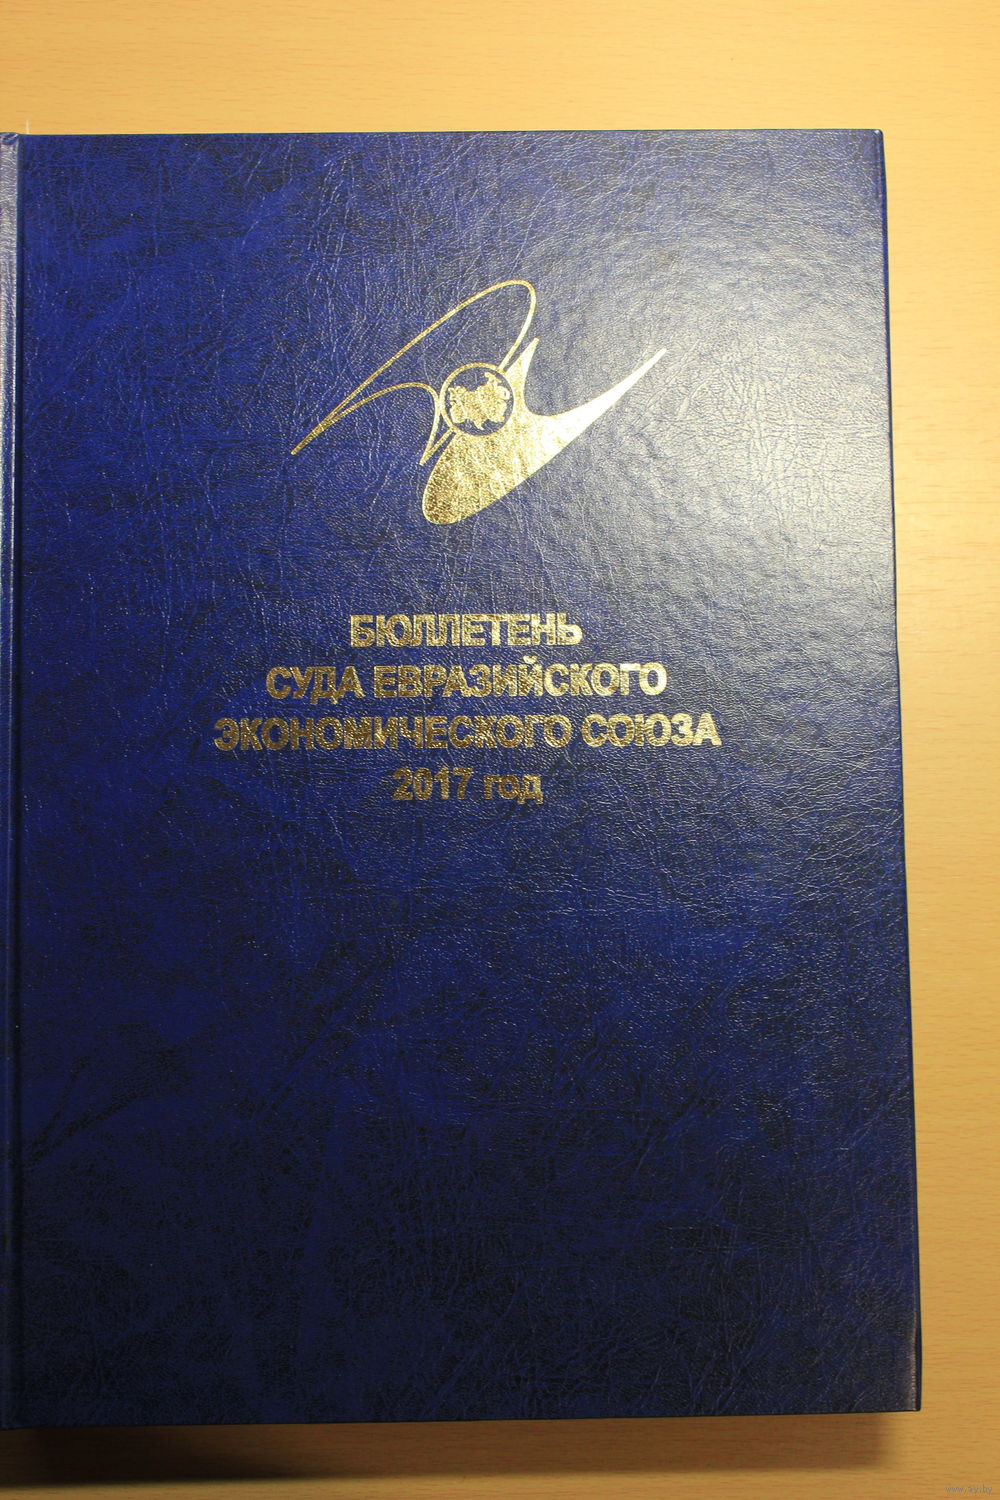 БЮЛЛЕТЕНЬ
СУДА ЕВРАЗИЙСКОГО
ЭКОНОМИЧЕСКОГО СОЮЗА
2017 год